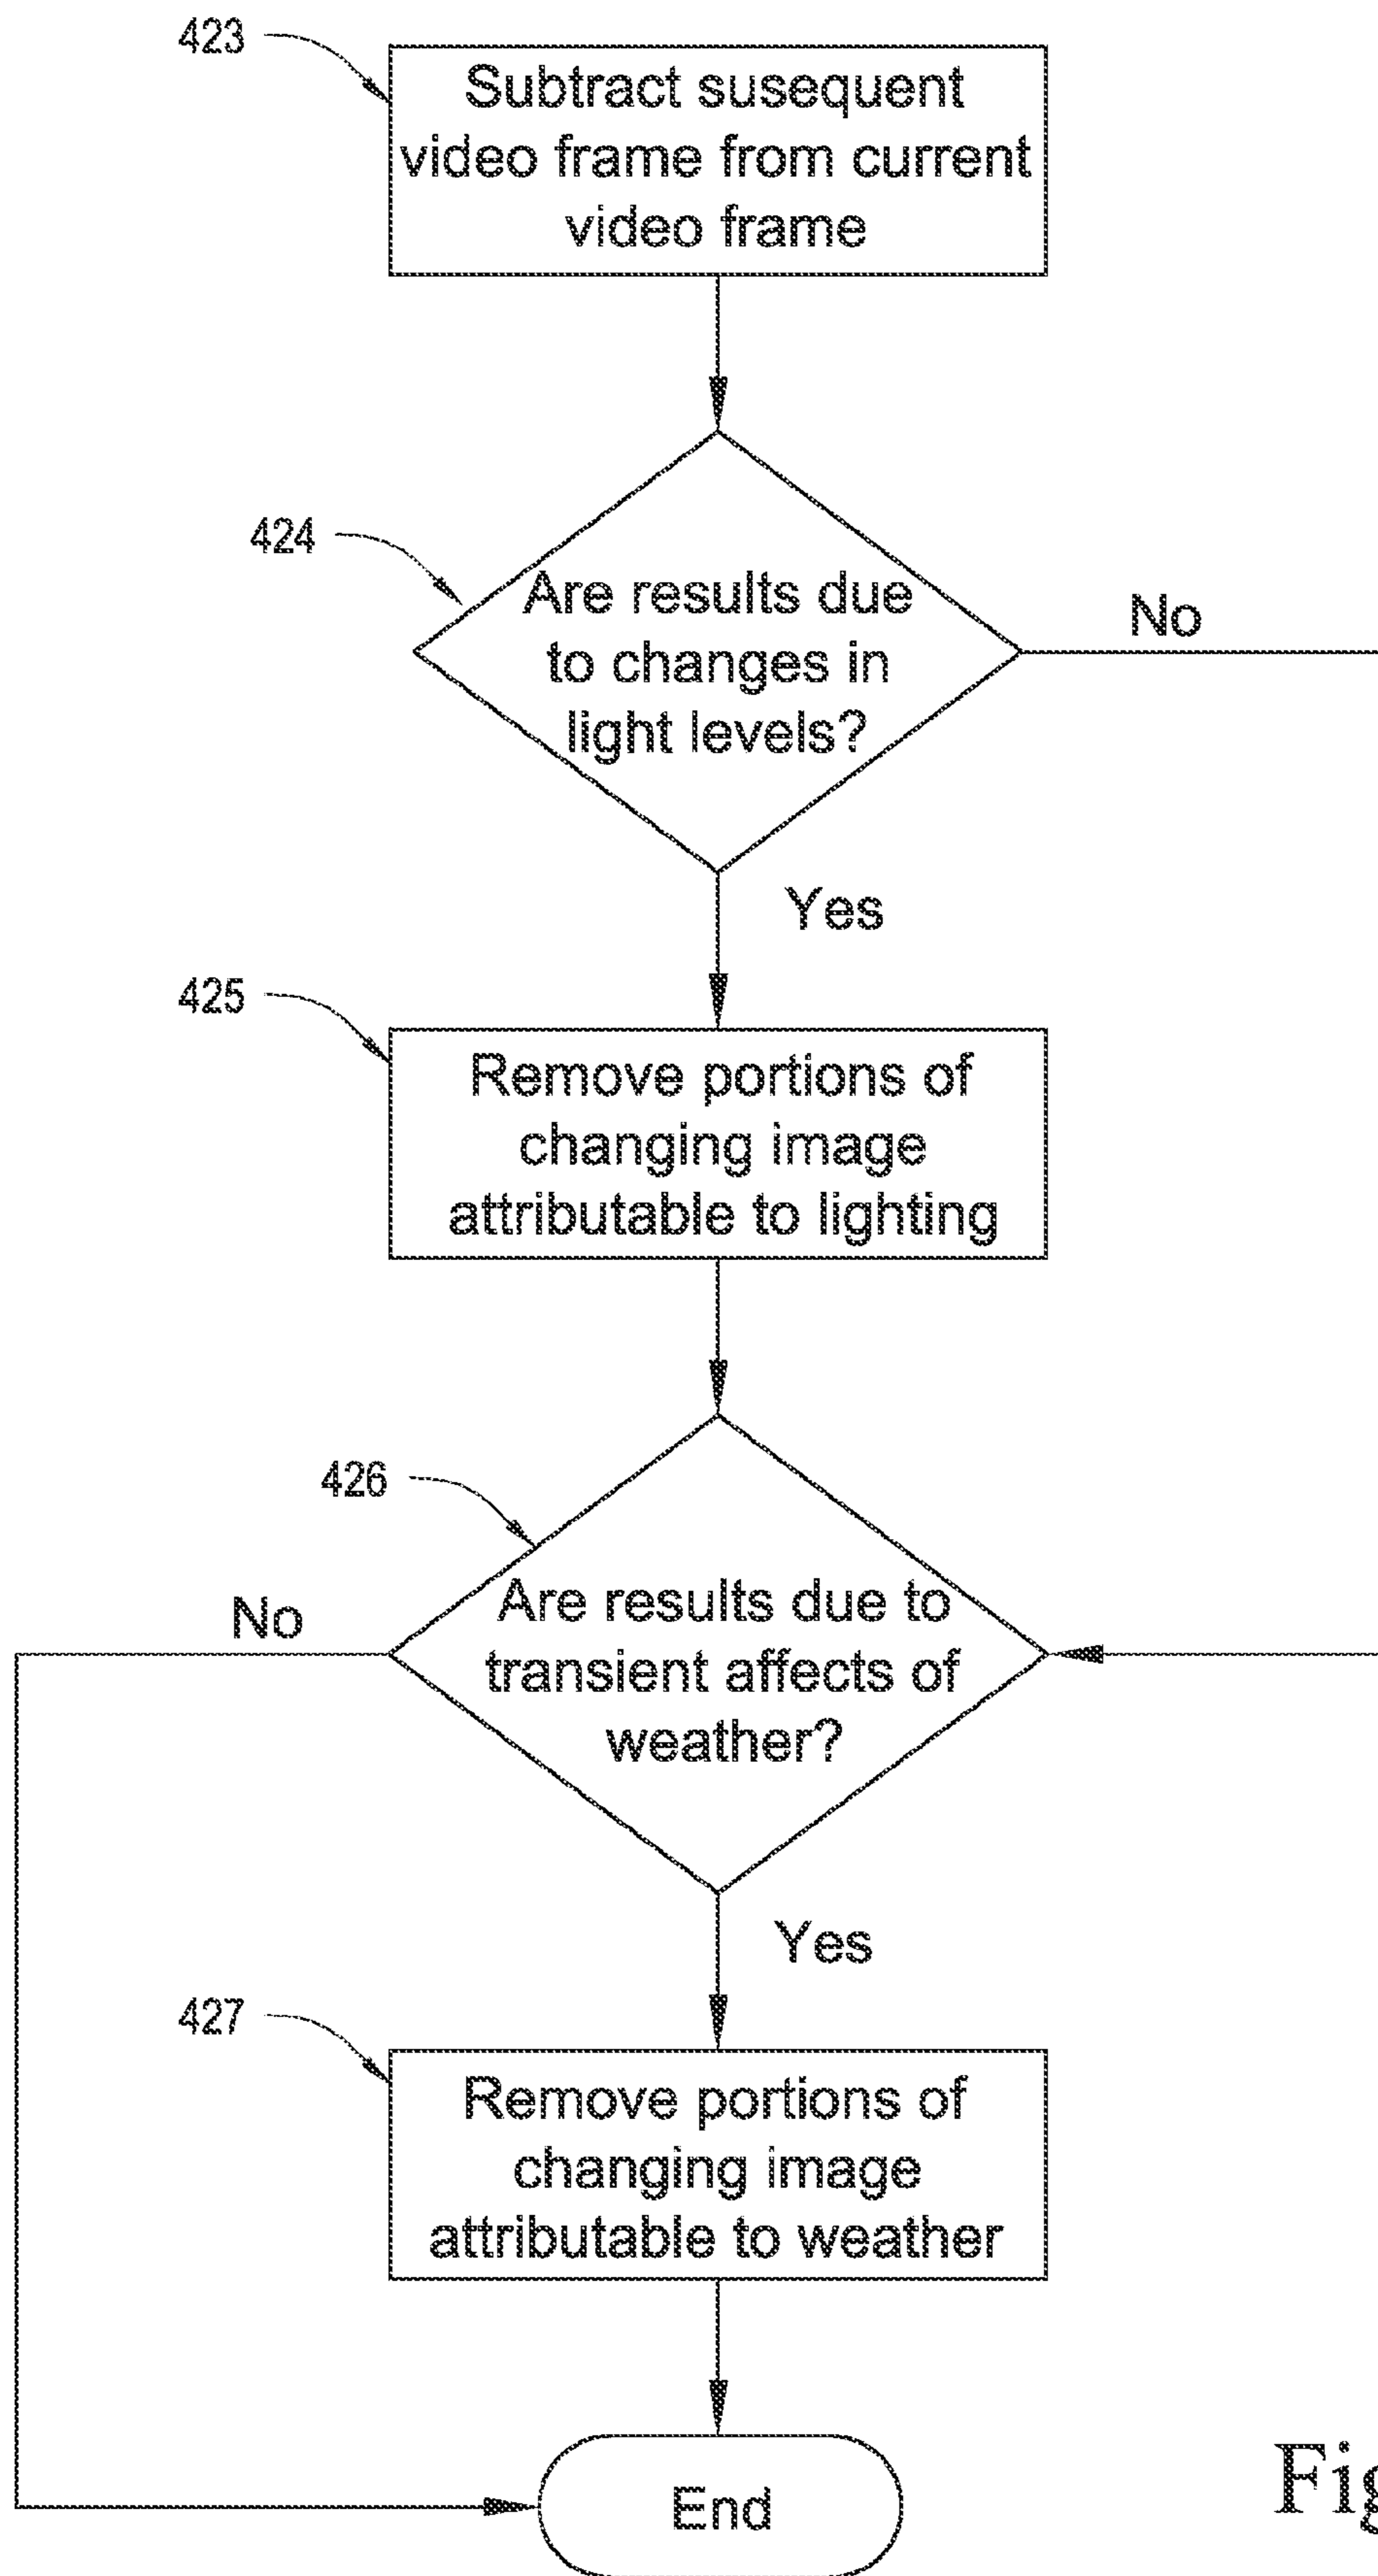 423
Subtract susequent
video frame from current
video frame
424
Are results due
to changes in
light levels?
No
Yes
425
Remove portions of
changing image
attributable to lighting
426
Are results due to
transient affects of
weather?
No
Yes
427
Remove portions of
changing image
attributable to weather
End
Fig